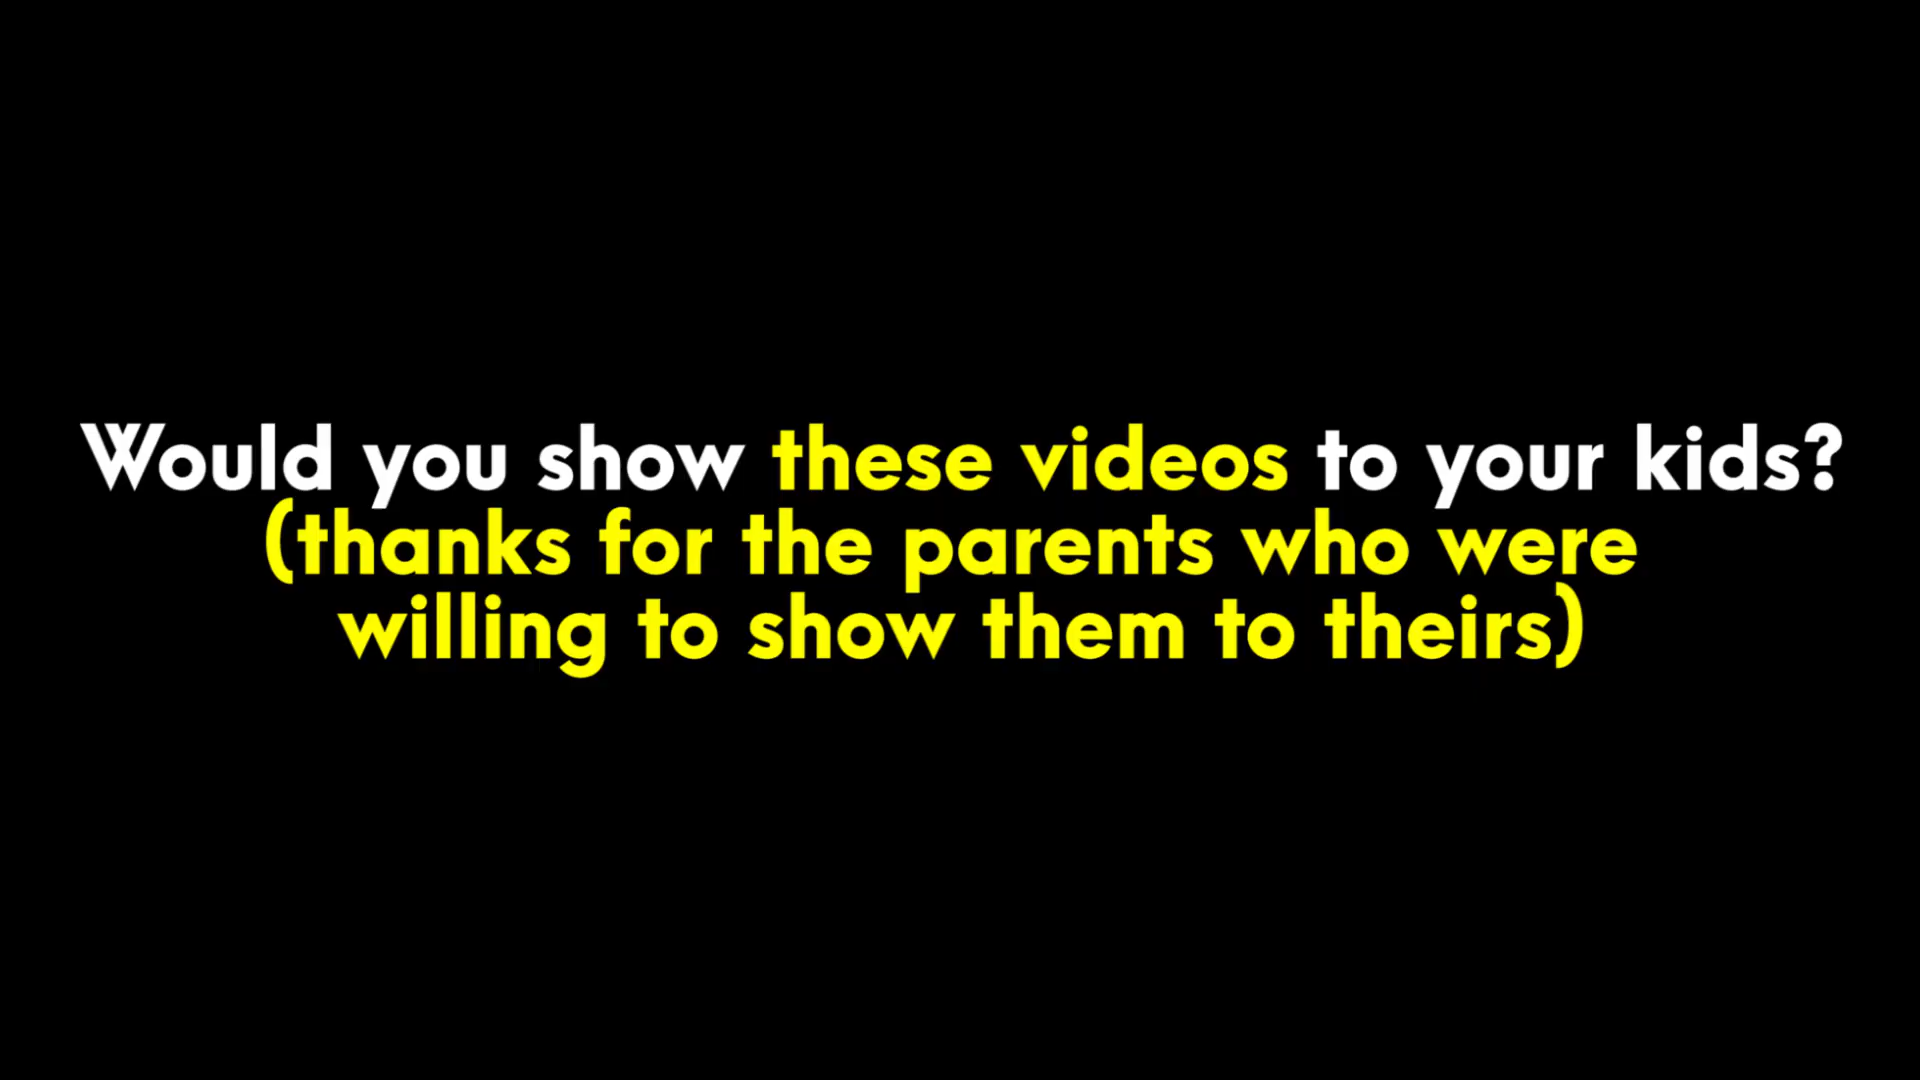 Would you show these videos to your kids?
(thanks for the parents who were
willing to show them to theirs)